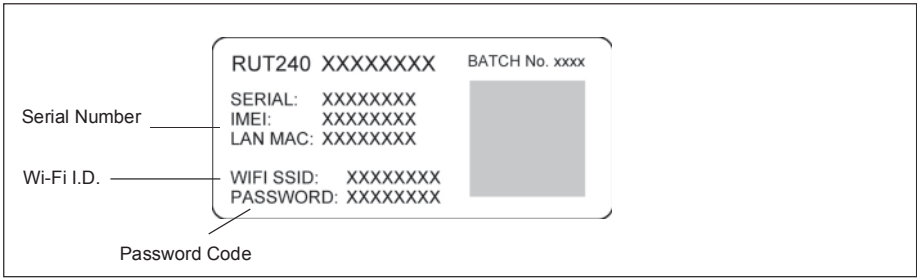 RUT240 XXXXXXXX BATCH No. xxxx
SERIAL: XXXXXXXX
Serial Number
IMEI: XXXXXXXX
LAN MAC: XXXXXXXX
Wi-Fi I.D.
WIFI SSID: XXXXXXXX
PASSWORD: XXXXXXXX
Password Code